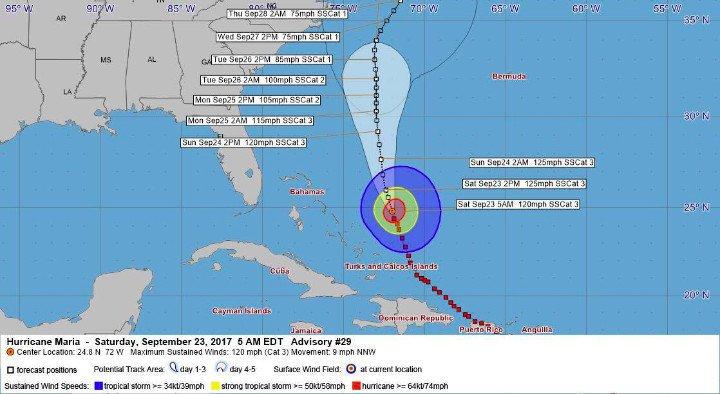 95°W 90°W 85°W 80°W 75°W 70°W 65°W 55°W
NC
AR
MS
AL
GA
LA
FL
Thu Sep28 2AM 75mph SSCat 1
Wed Sep27 2PM 75mph SSCat 1
Tue Sep26 2PM 85mph SSCat 1
Tue Sep26 2AM 100mph SSCat 2
Mon Sep25 2PM 105mph SSCat 2
Mon Sep25 2AM 115mph SSCat 3
Sun Sep24 2PM 120mph SSCat 3
Sun Sep24 2AM 125mph SSCat 3
Sat Sep23 2PM 125mph SSCat 3
Sat Sep23 5AM 120mph SSCat 3
35°N
Bermuda
30°N
Bahamas
25°N
Turks and Caicos Islands
Cuba
20°N
Cayman Islands
Dominican Republic
Jamaica
Puerto Rico
Anguilla
Hurricane Maria - Saturday, September 23, 2017 5 AM EDT Advisory #29
Center Location: 24.8 N 72 W Maximum Sustained Winds: 120 mph (Cat 3) Movement: 9 mph NNW
forecast positions Potential Track Area: day 1-3 day 4-5 Surface Wind Field: at current location
Sustained Wind Speeds: tropical storm >= 34kt/39mph strong tropical storm >= 50kt/58mph hurricane >= 64kt/74mph